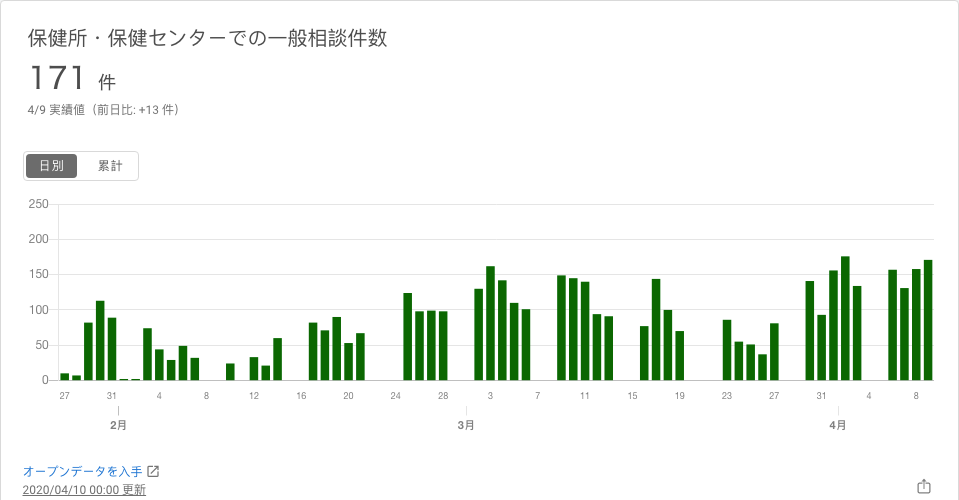 保健所・保健センターでの一般相談件数
171 件
4/9 実績値（前日比: +13 件）
日別 累計
250
200
150
100
50
0
27 31 4 8 12 16 20 24 28 3 7 11 15 19 23 27 31 4 8
2月 3月 4月
オープンデータを入手
2020/04/10 00:00 更新